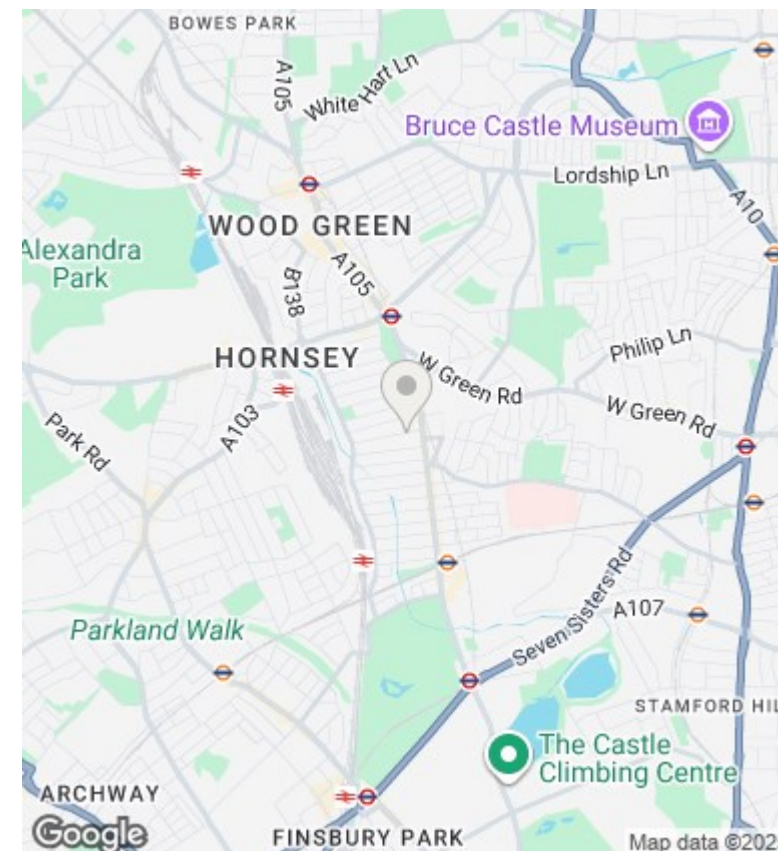 BOWES PARK
A105
White Hart Ln
Bruce Castle Museum
Lordship Ln
A10
WOOD GREEN
Alexandra
Park
A105
B138
HORNSEY
Philip Ln
W Green Rd
W Green Rd
Park Rd
A103
Parkland Walk
Seven Sisters Rd
A107
STAMFORD HIL
The Castle
Climbing Centre
ARCHWAY
Google
FINSBURY PARK
Map data ©202